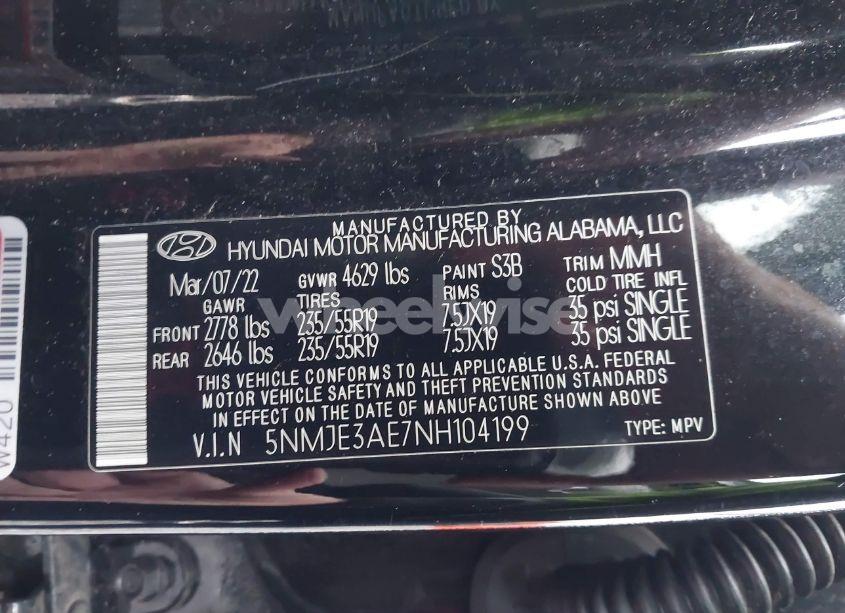 MANUFACTURED BY
HYUNDAI MOTOR MANUFACTURING ALABAMA, LLC
Mar/07/22 GVWR 4629 lbs PAINT S3B TRIM MMH
GAWR TIRES RIMS COLD TIRE INFL
FRONT 2778 lbs 235/55R19 7.5JX19 35 psi SINGLE
REAR 2646 lbs 235/55R19 7.5JX19 35 psi SINGLE
THIS VEHICLE CONFORMS TO ALL APPLICABLE U.S.A. FEDERAL
MOTOR VEHICLE SAFETY AND THEFT PREVENTION STANDARDS
IN EFFECT ON THE DATE OF MANUFACTURE SHOWN ABOVE
V.I.N 5NMJE3AE7NH104199 TYPE: MPV
W420
wheelwise